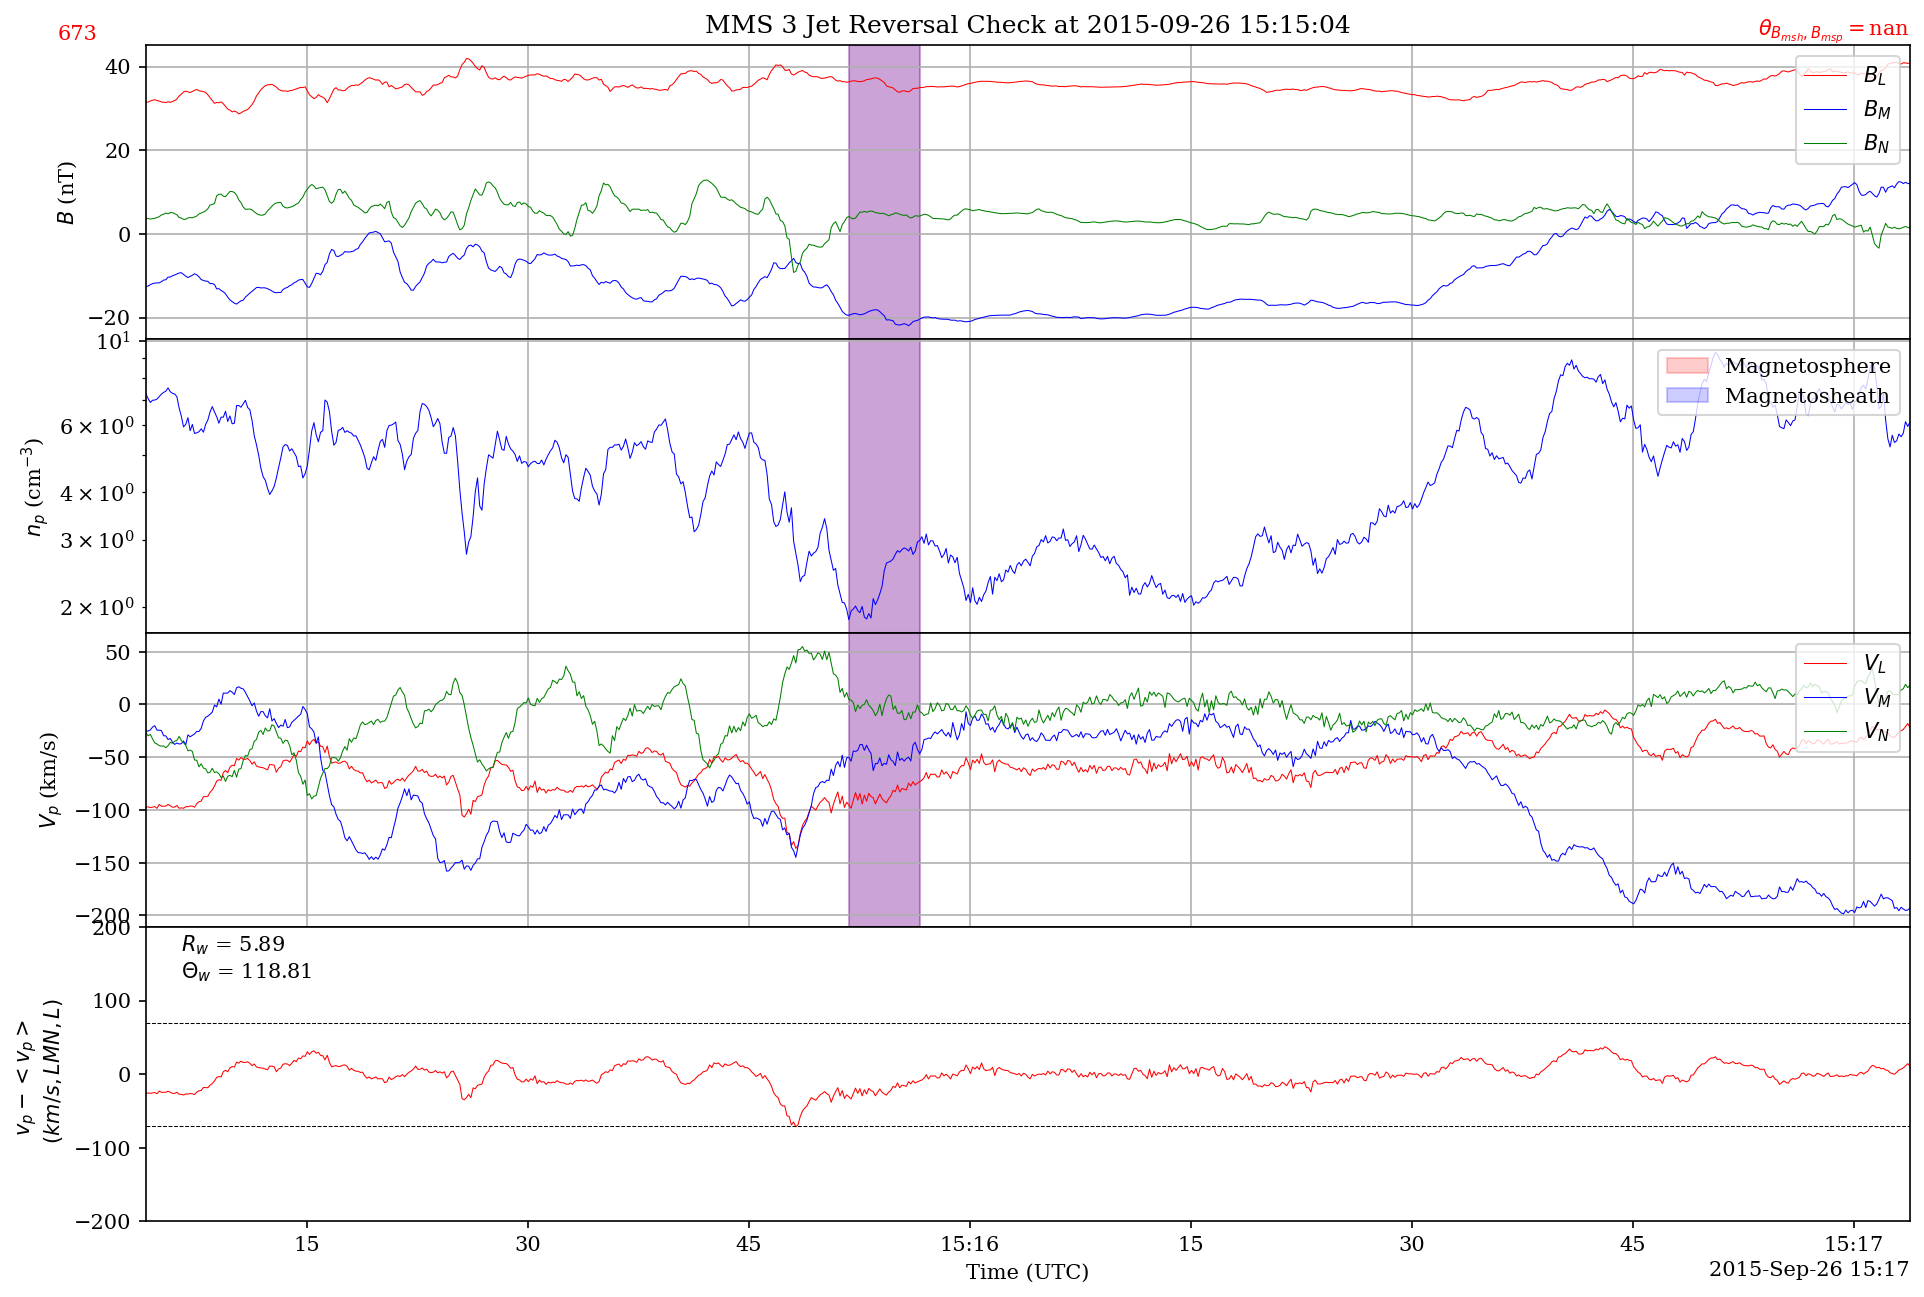 MMS 3 Jet Reversal Check at 2015-09-26 15:15:04
673
θ_{B_{msh}, B_{msp}} = nan
40
20
0
−20
B (nT)
B_L
B_M
B_N
10^1
6 × 10^0
4 × 10^0
3 × 10^0
2 × 10^0
n_p (cm^{−3})
Magnetosphere
Magnetosheath
50
0
−50
−100
−150
−200
V_p (km/s)
V_L
V_M
V_N
200
100
0
−100
−200
v_p − < v_p >
(km/s, LMN, L)
R_w = 5.89
Θ_w = 118.81
15 30 45 15:16 15 30 45 15:17
Time (UTC)
2015-Sep-26 15:17